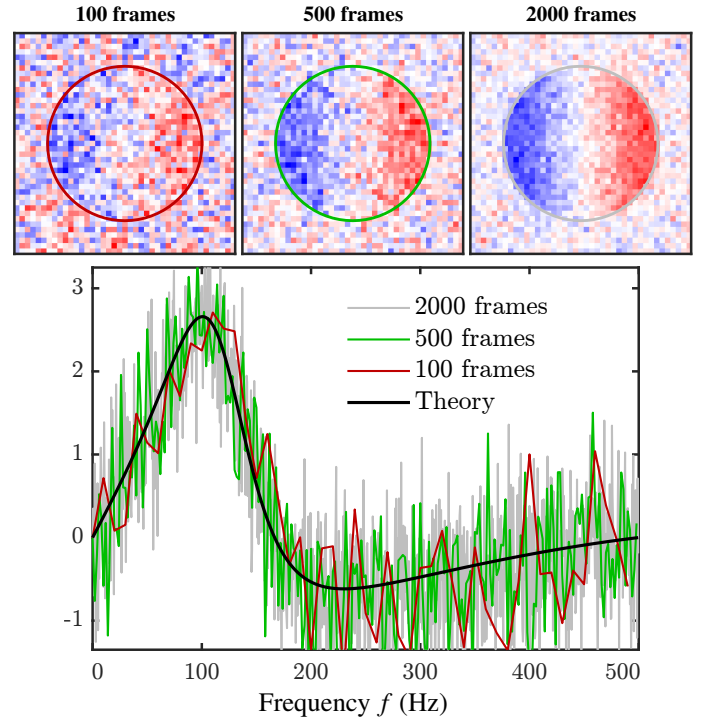 100 frames 500 frames 2000 frames
3
2
1
0
-1
2000 frames
500 frames
100 frames
Theory
0 100 200 300 400 500
Frequency f (Hz)